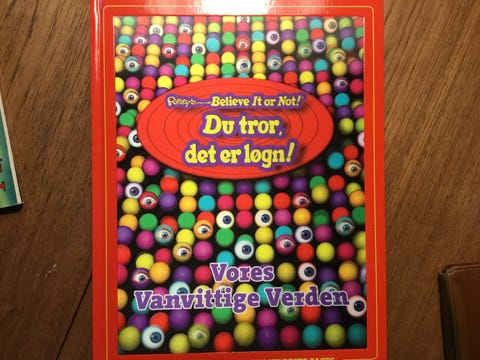 Ripley's Believe It or Not!
Du tror,
det er løgn!
Vores
Vanvittige Verden